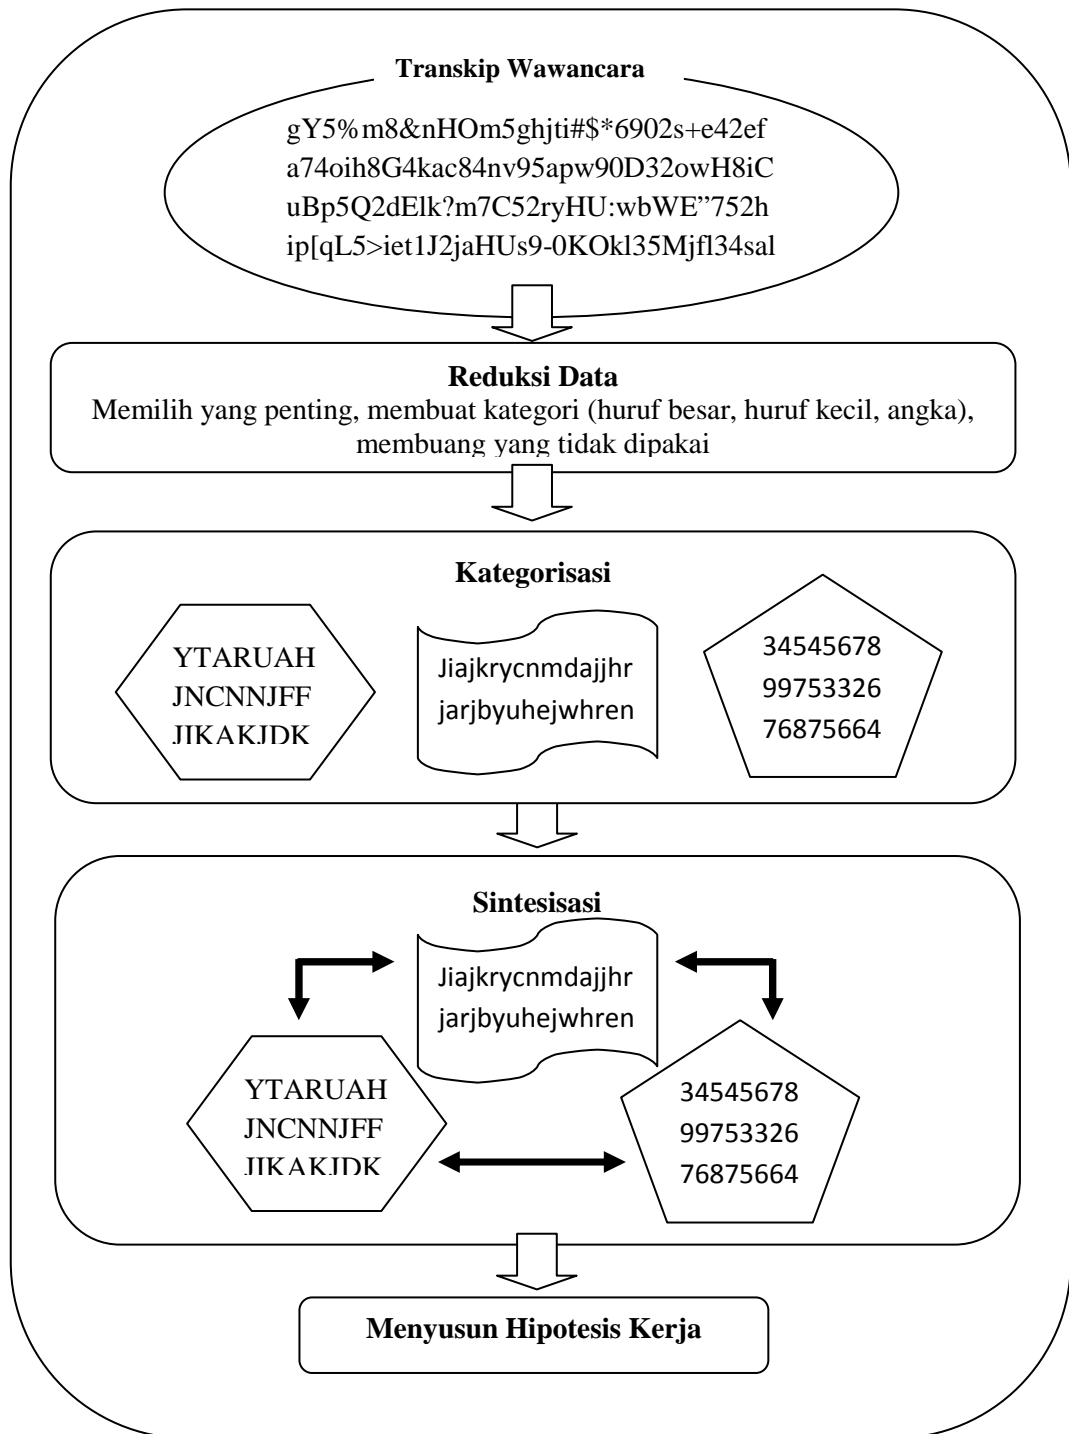 Transkip Wawancara
gY5%m8&nHOm5ghjti#$*6902s+e42ef
a74oih8G4kac84nv95apw90D32owH8iC
uBp5Q2dElk?m7C52ryHU:wbWE”752h
ip[qL5>iet1J2jaHUs9-0KOkl35Mjfl34sal
Reduksi Data
Memilih yang penting, membuat kategori (huruf besar, huruf kecil, angka),
membuang yang tidak dipakai
Kategorisasi
YTARUAH
JNCNNJFF
JIKAKJDK
Jiajkrycnmdajjhr
jarjbyuhejwhren
34545678
99753326
76875664
Sintesisasi
Jiajkrycnmdajjhr
jarjbyuhejwhren
YTARUAH
JNCNNJFF
JIKAKJDK
34545678
99753326
76875664
Menyusun Hipotesis Kerja